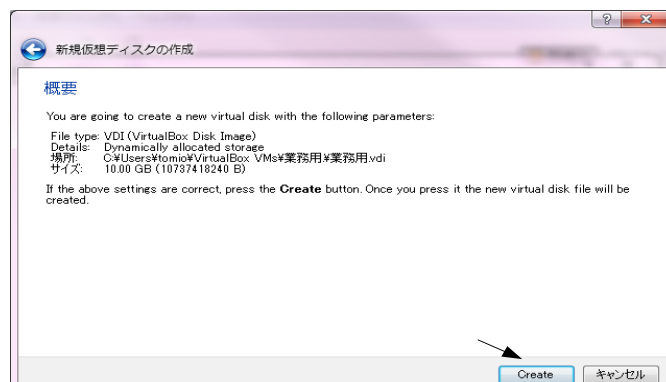 新規仮想ディスクの作成
概要
You are going to create a new virtual disk with the following parameters:
File type: VDI (VirtualBox Disk Image)
Details: Dynamically allocated storage
場所: C:¥Users¥tomio¥VirtualBox VMs¥業務用¥業務用.vdi
サイズ: 10.00 GB (10737418240 B)
If the above settings are correct, press the Create button. Once you press it the new virtual disk file will be
created.
Create キャンセル